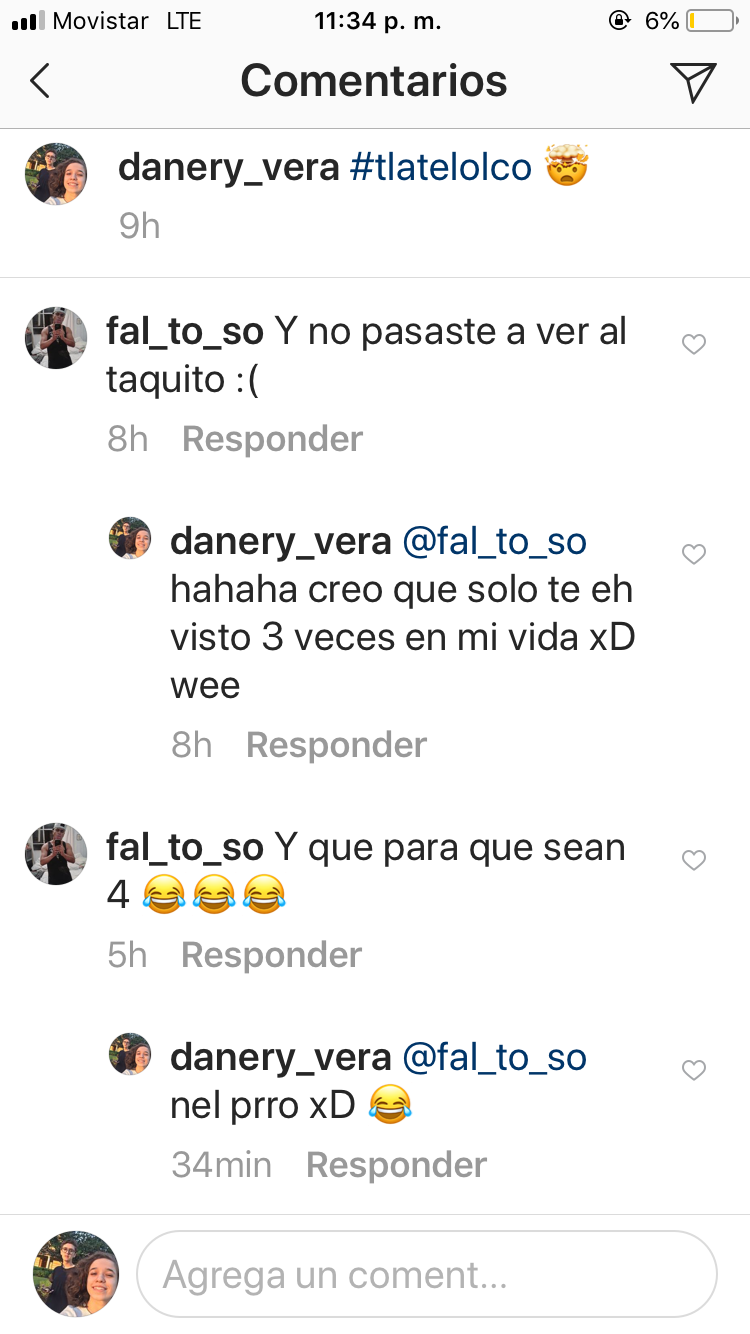 Movistar LTE 11:34 p. m. 6%
Comentarios
danery_vera #tlatelolco 🤯
9h
fal_to_so Y no pasaste a ver al
taquito :(
8h Responder
danery_vera @fal_to_so
hahaha creo que solo te eh
visto 3 veces en mi vida xD
wee
8h Responder
fal_to_so Y que para que sean
4 😂😂😂
5h Responder
danery_vera @fal_to_so
nel prro xD 😂
34min Responder
Agrega un coment...